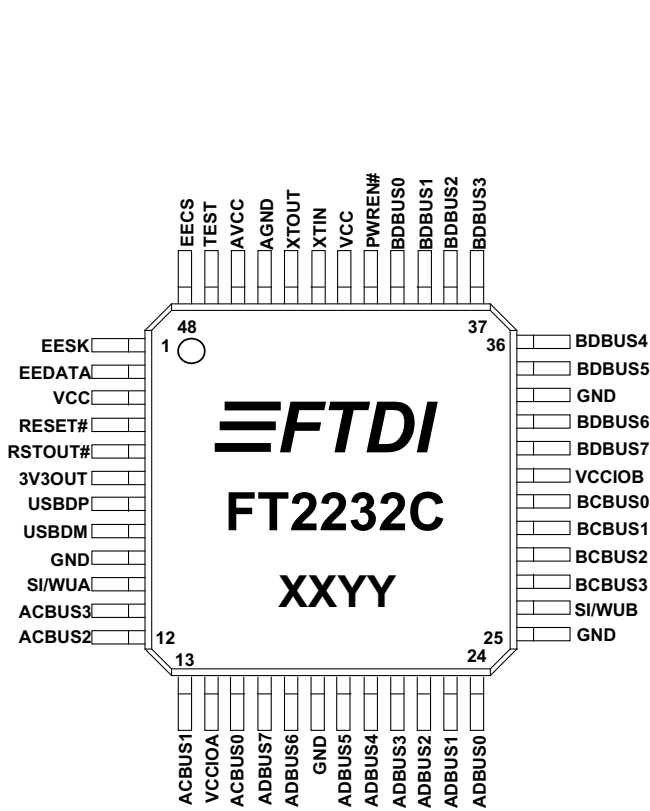 EECS
TEST
AVCC
AGND
XTOUT
XTIN
VCC
PWREN#
BDBUS0
BDBUS1
BDBUS2
BDBUS3
48
37
1
36
EESK
EEDATA
VCC
RESET#
RSTOUT#
3V3OUT
USBDP
USBDM
GND
SI/WUA
ACBUS3
ACBUS2
FTDI
FT2232C
XXYY
BDBUS4
BDBUS5
GND
BDBUS6
BDBUS7
VCCIOB
BCBUS0
BCBUS1
BCBUS2
BCBUS3
SI/WUB
GND
12
25
13
24
ACBUS1
VCCIOA
ACBUS0
ADBUS7
ADBUS6
GND
ADBUS5
ADBUS4
ADBUS3
ADBUS2
ADBUS1
ADBUS0